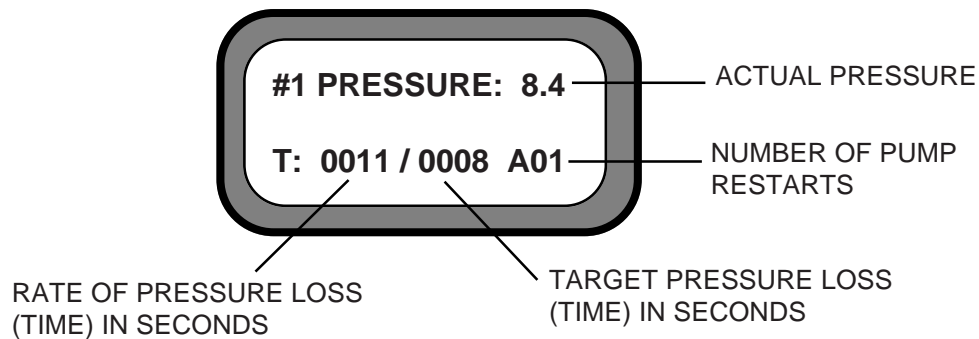 #1 PRESSURE: 8.4
ACTUAL PRESSURE
T: 0011 / 0008 A01
NUMBER OF PUMP
RESTARTS
RATE OF PRESSURE LOSS
(TIME) IN SECONDS
TARGET PRESSURE LOSS
(TIME) IN SECONDS